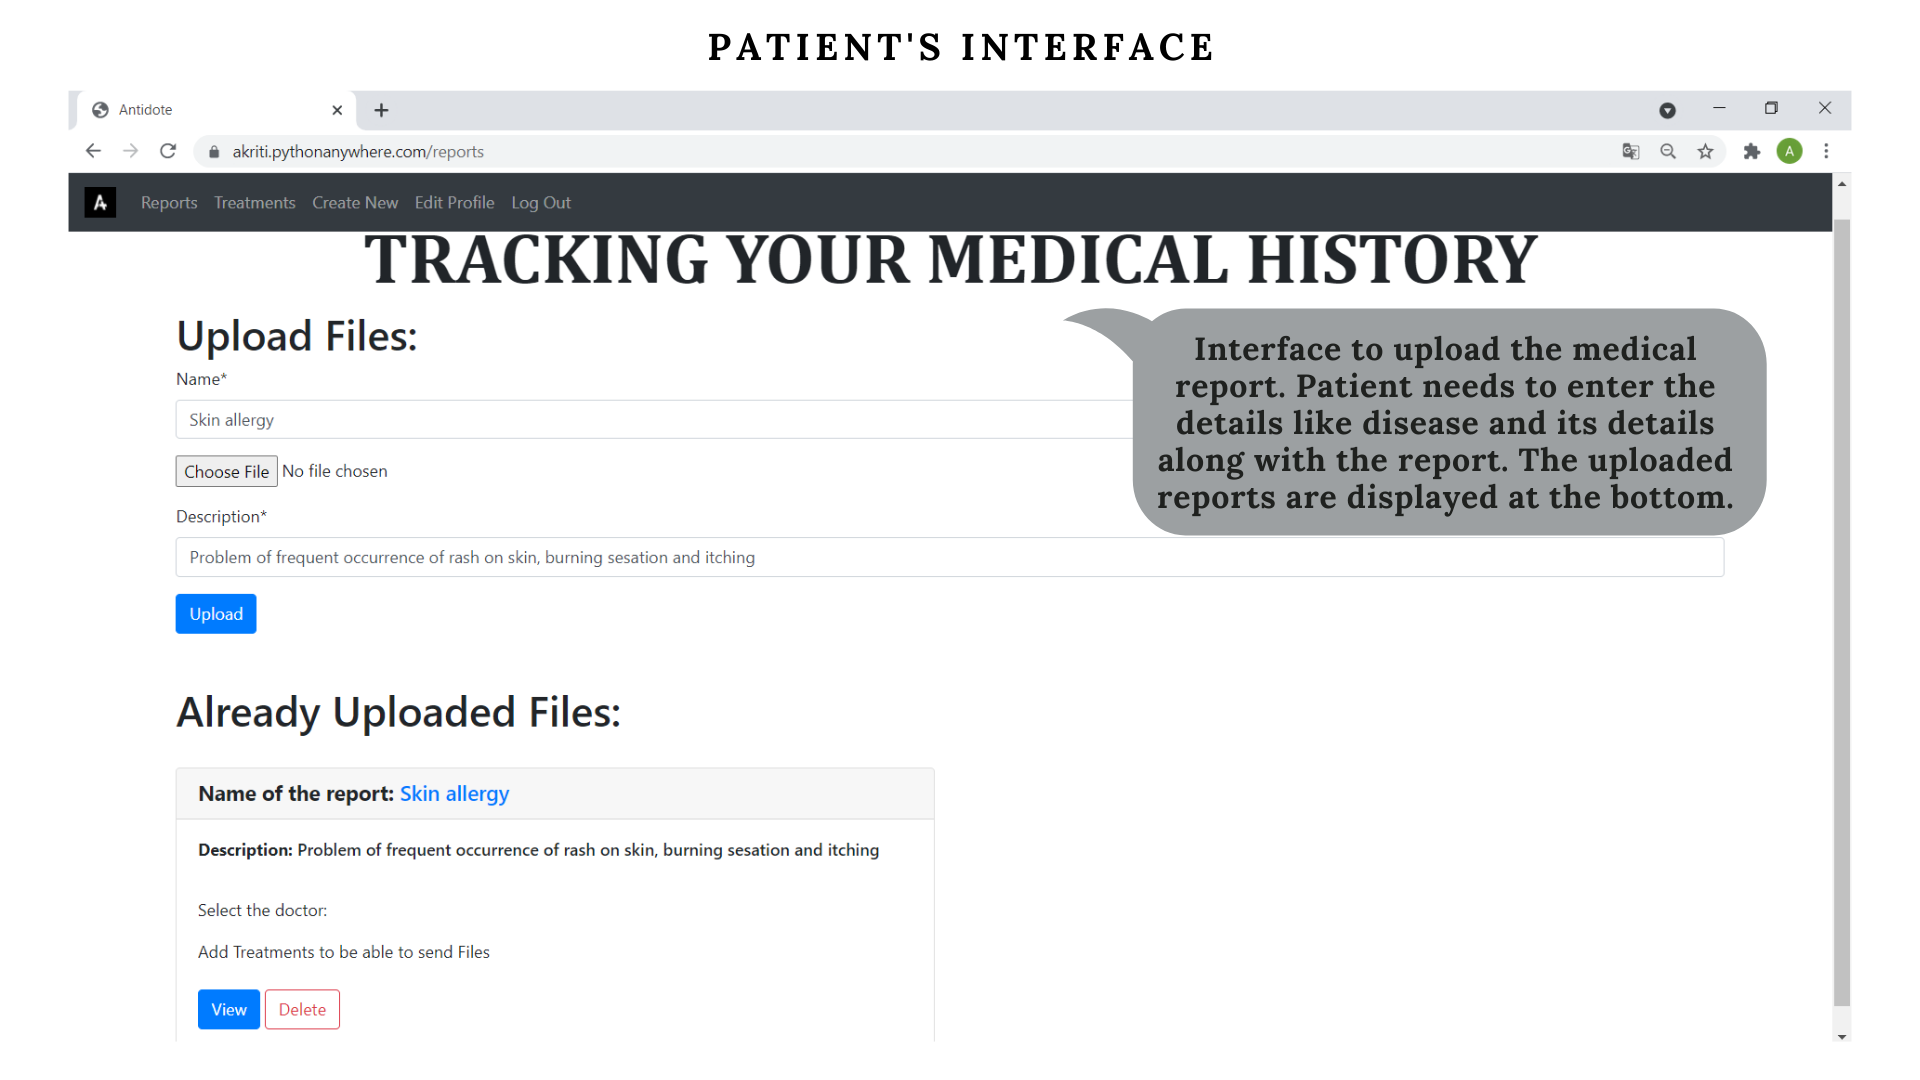 PATIENT'S INTERFACE
Antidote
akriti.pythonanywhere.com/reports
A
A
Reports Treatments Create New Edit Profile Log Out
TRACKING YOUR MEDICAL HISTORY
Upload Files:
Name*
Skin allergy
Choose File No file chosen
Description*
Problem of frequent occurrence of rash on skin, burning sesation and itching
Upload
Interface to upload the medical
report. Patient needs to enter the
details like disease and its details
along with the report. The uploaded
reports are displayed at the bottom.
Already Uploaded Files:
Name of the report: Skin allergy
Description: Problem of frequent occurrence of rash on skin, burning sesation and itching
Select the doctor:
Add Treatments to be able to send Files
View Delete